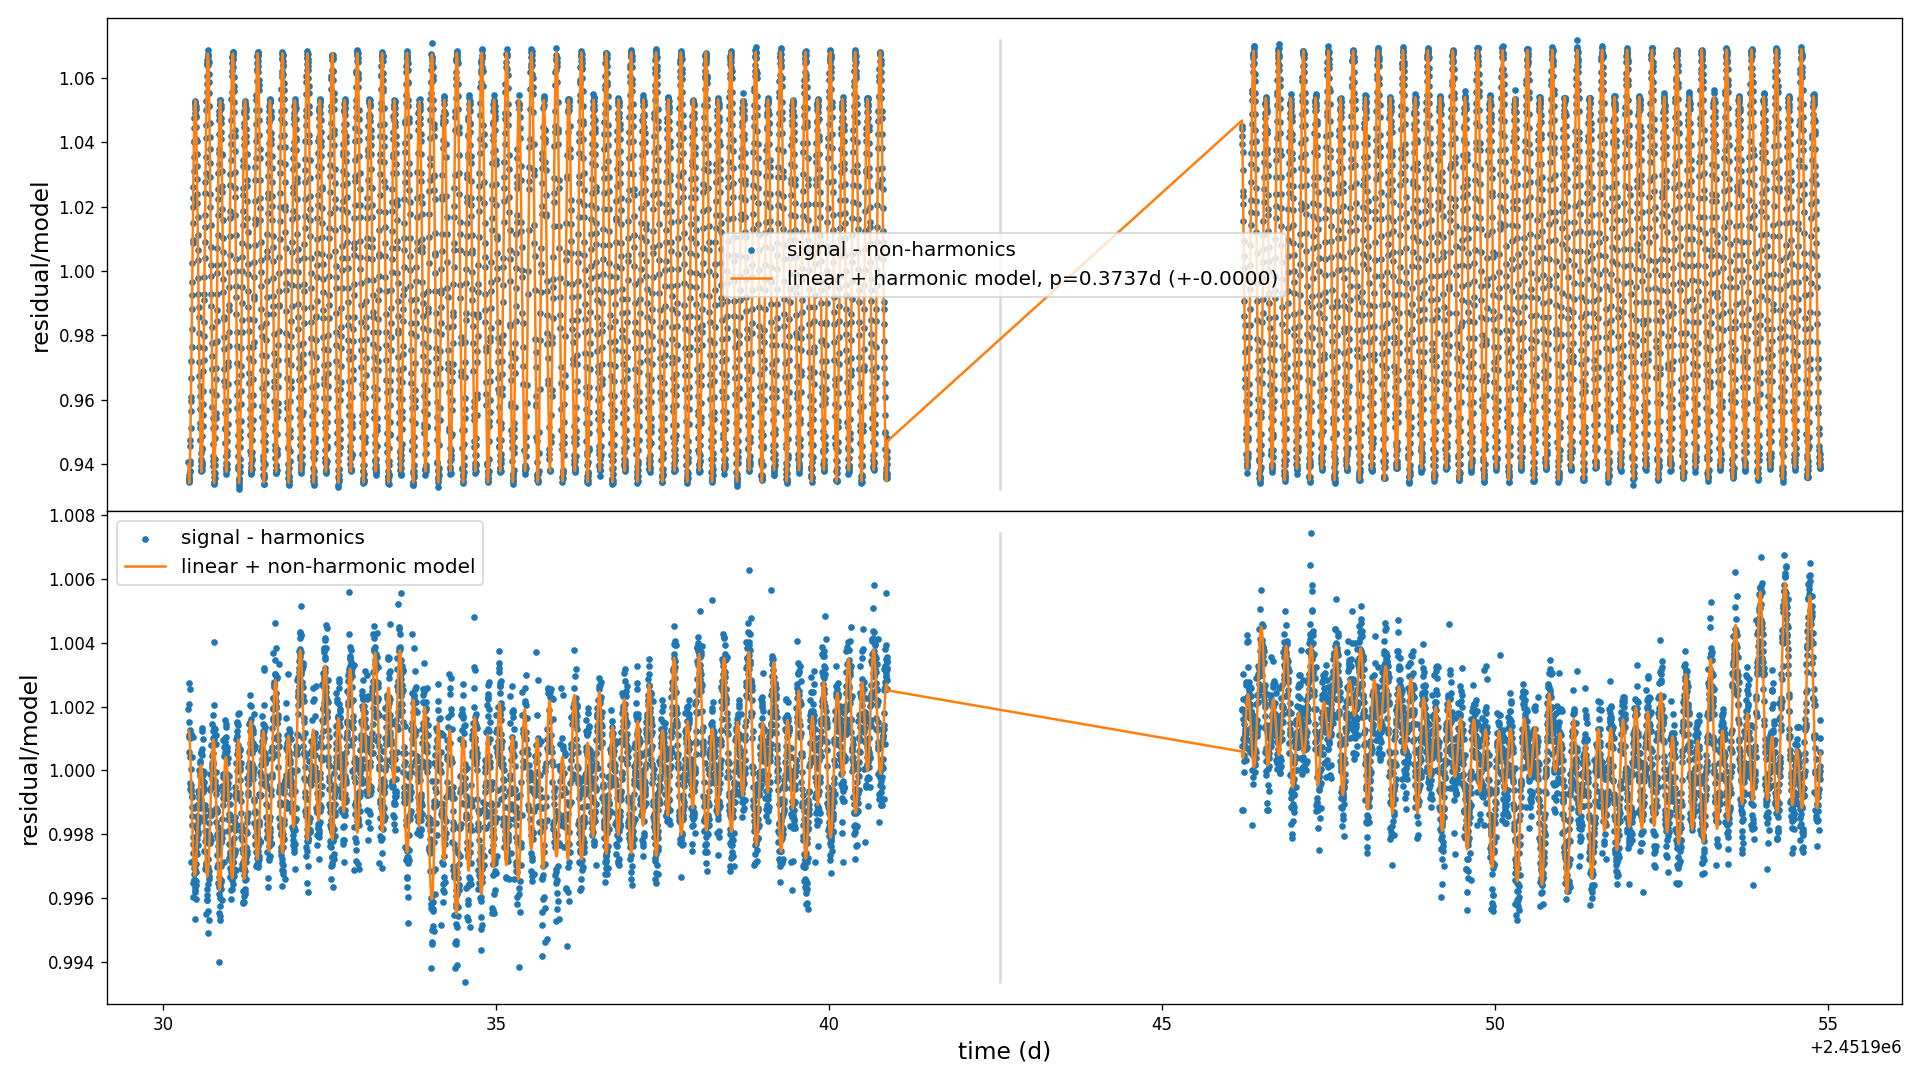 1.06
1.04
1.02
1.00
0.98
0.96
0.94
residual/model
signal - non-harmonics
linear + harmonic model, p=0.3737d (+-0.0000)
1.008
1.006
1.004
1.002
1.000
0.998
0.996
0.994
residual/model
signal - harmonics
linear + non-harmonic model
30
35
40
45
50
55
time (d)
+2.4519e6